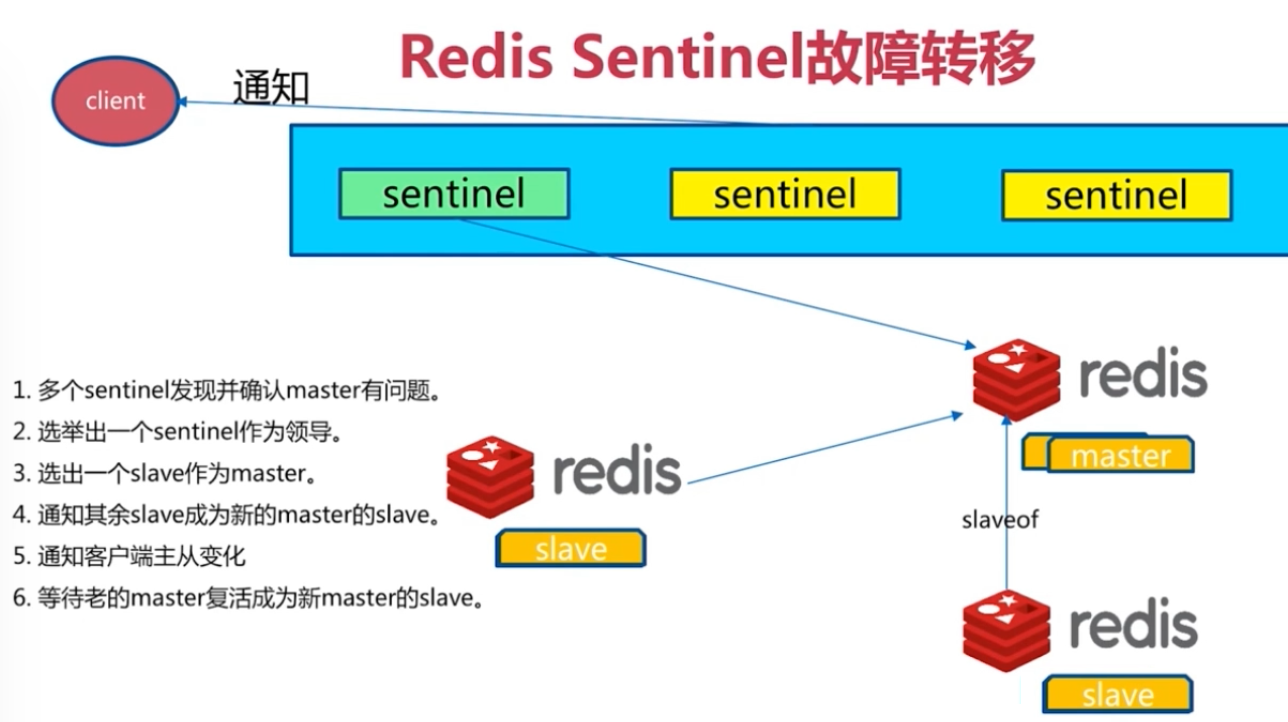 Redis Sentinel故障转移
client
通知
sentinel
sentinel
sentinel
redis
master
1. 多个sentinel发现并确认master有问题。
2. 选举出一个sentinel作为领导。
3. 选出一个slave作为master。
4. 通知其余slave成为新的master的slave。
5. 通知客户端主从变化
6. 等待老的master复活成为新master的slave。
redis
slave
slaveof
redis
slave